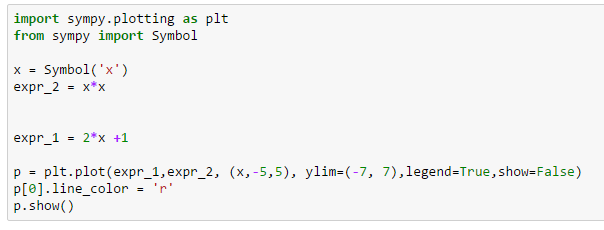 import sympy.plotting as plt
from sympy import Symbol
x = Symbol('x')
expr_2 = x*x
expr_1 = 2*x +1
p = plt.plot(expr_1,expr_2, (x,-5,5), ylim=(-7, 7),legend=True,show=False)
p[0].line_color = 'r'
p.show()